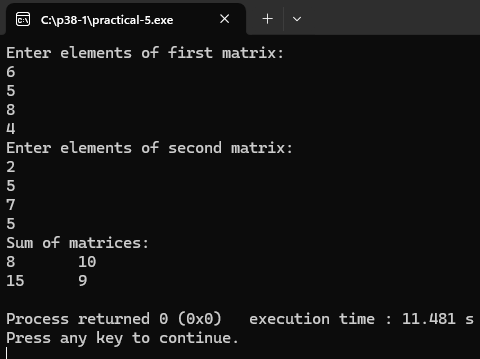 C:\p38-1\practical-5.exe
Enter elements of first matrix:
6
5
8
4
Enter elements of second matrix:
2
5
7
5
Sum of matrices:
8 10
15 9
Process returned 0 (0x0) execution time : 11.481 s
Press any key to continue.